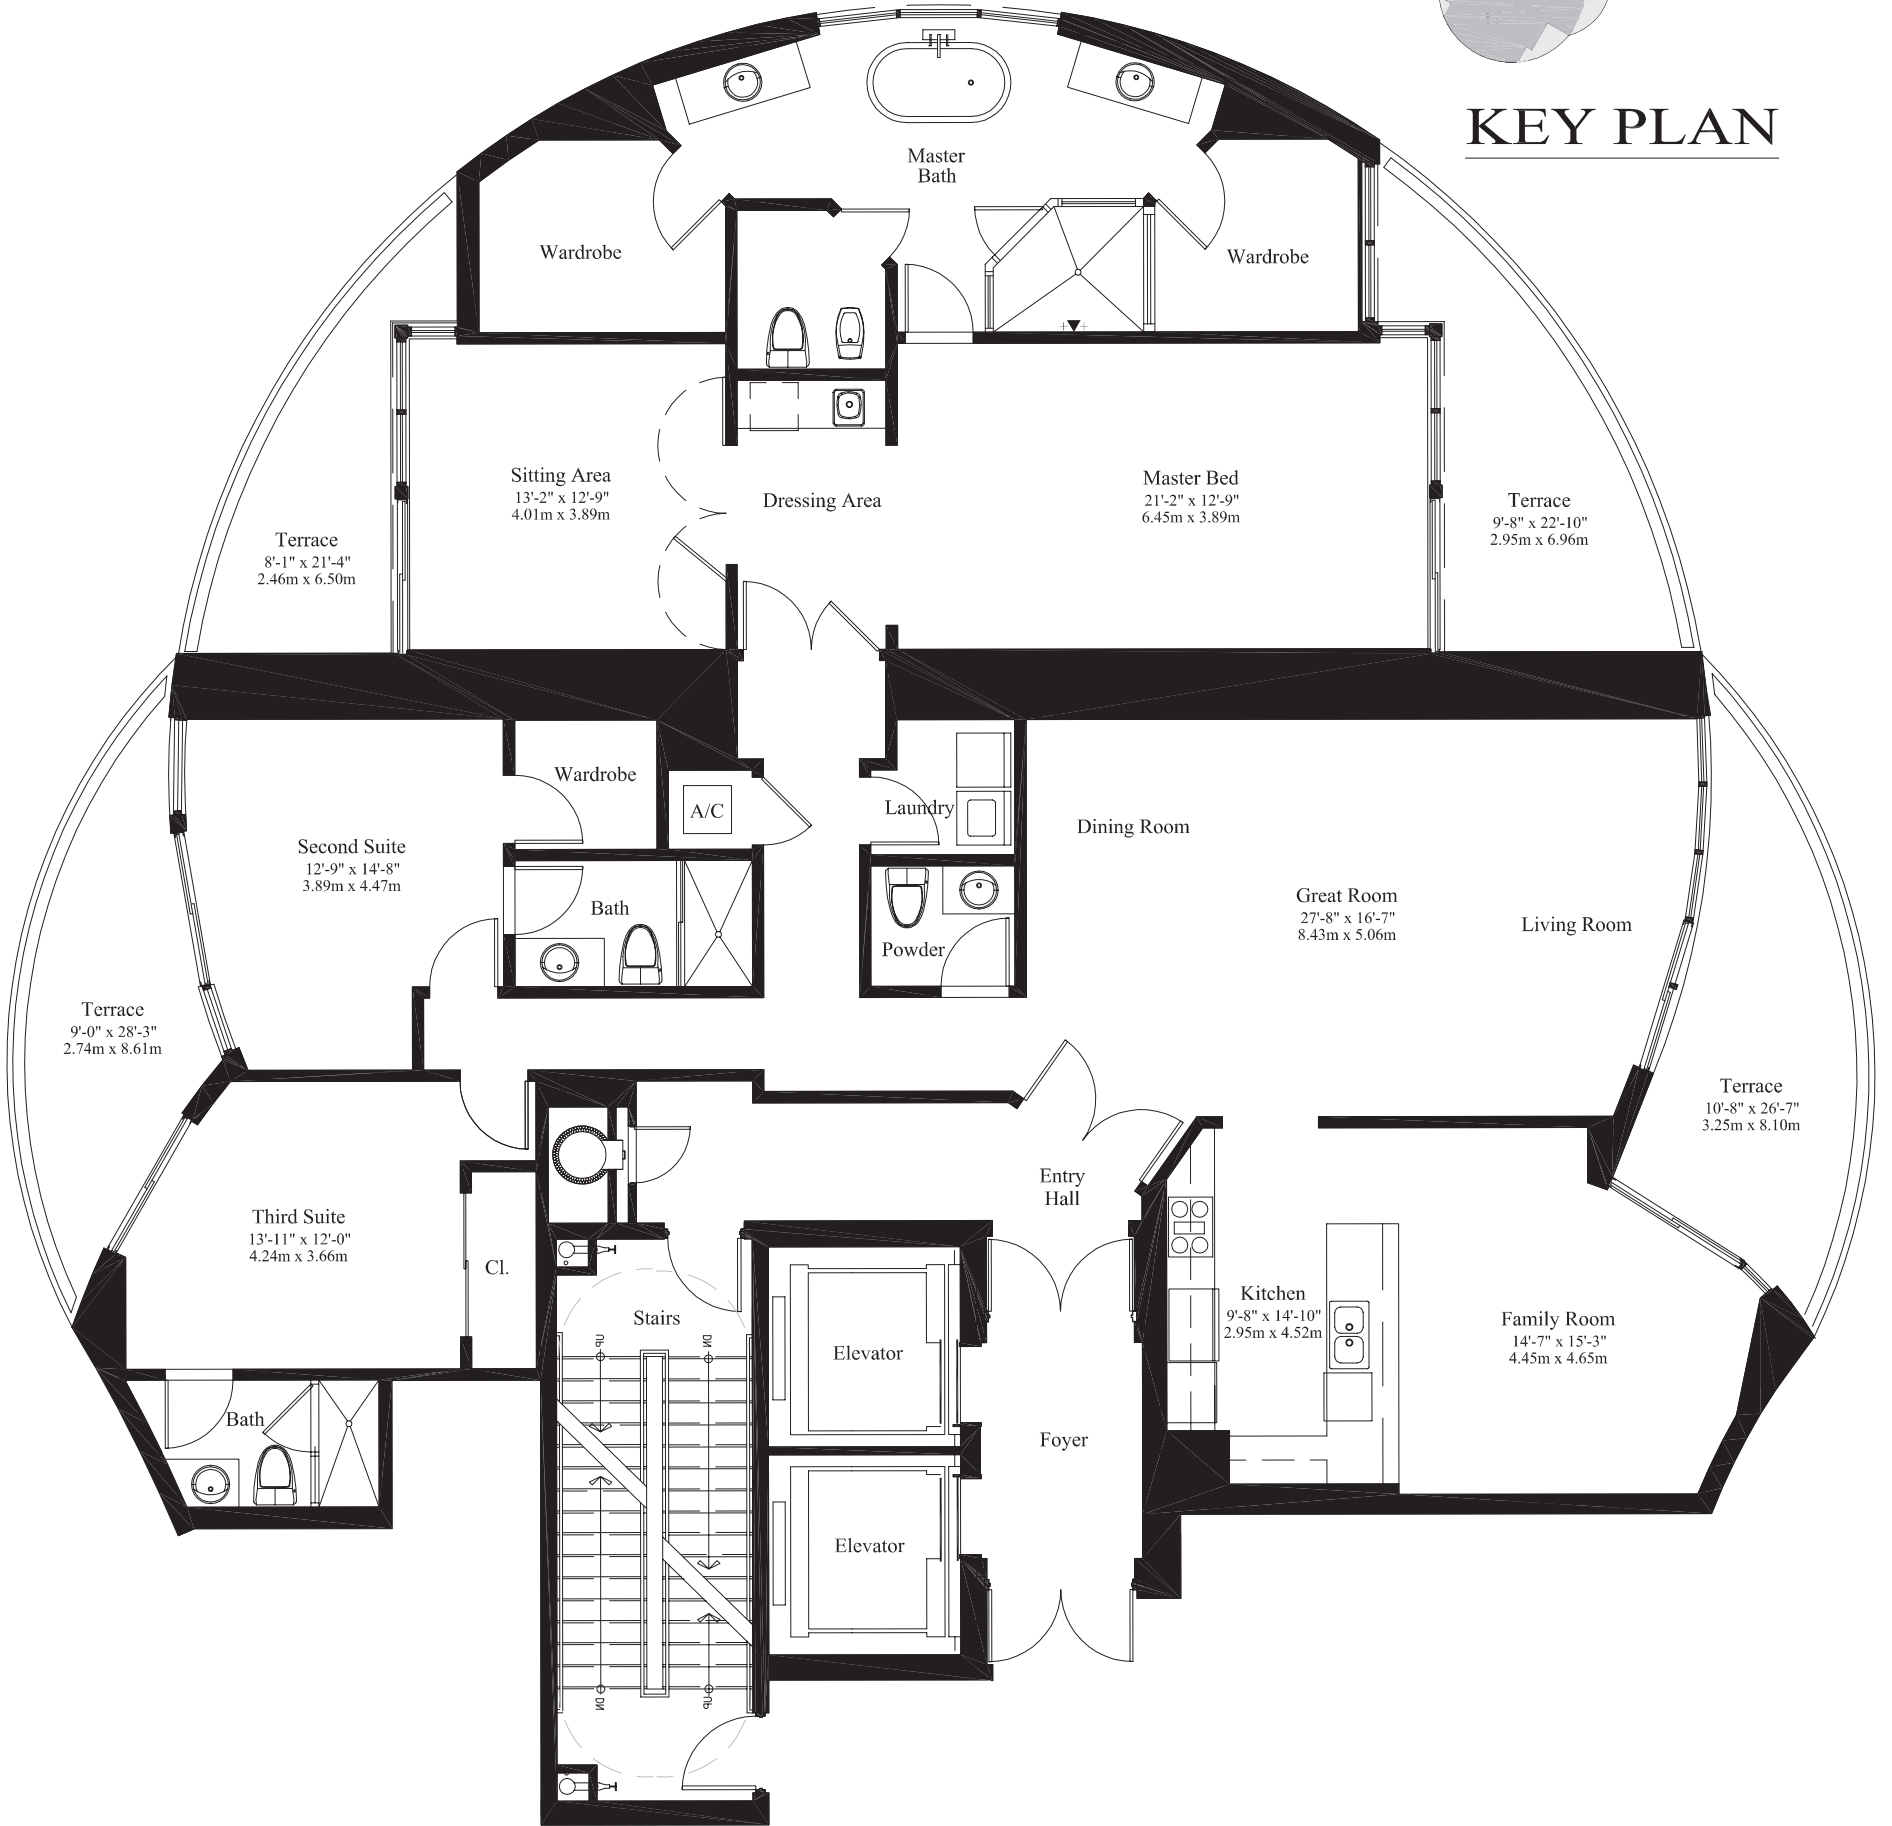 KEY PLAN
Master
Bath
Wardrobe
Wardrobe
Sitting Area
13'-2" x 12'-9"
4.01m x 3.89m
Dressing Area
Master Bed
21'-2" x 12'-9"
6.45m x 3.89m
Terrace
9'-8" x 22'-10"
2.95m x 6.96m
Terrace
8'-1" x 21'-4"
2.46m x 6.50m
Wardrobe
A/C
Laundry
Dining Room
Second Suite
12'-9" x 14'-8"
3.89m x 4.47m
Bath
Powder
Great Room
27'-8" x 16'-7"
8.43m x 5.06m
Living Room
Terrace
9'-0" x 28'-3"
2.74m x 8.61m
Terrace
10'-8" x 26'-7"
3.25m x 8.10m
Entry
Hall
Third Suite
13'-11" x 12'-0"
4.24m x 3.66m
Cl.
Stairs
UP
DN
Elevator
Kitchen
9'-8" x 14'-10"
2.95m x 4.52m
Family Room
14'-7" x 15'-3"
4.45m x 4.65m
Bath
Foyer
Elevator
DN
UP